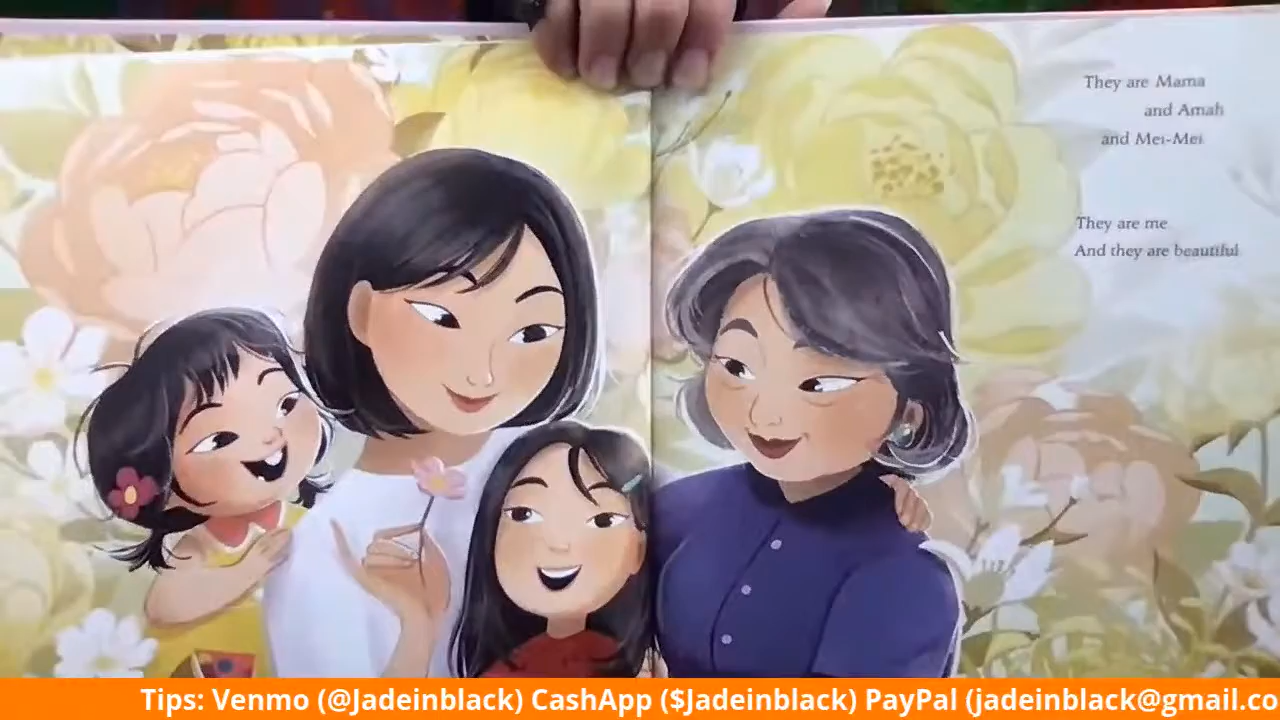 They are Mama
and Amah
and Mei-Mei
They are me
And they are beautiful
Tips: Venmo (@Jadeinblack) CashApp ($Jadeinblack) PayPal (jadeinblack@gmail.co